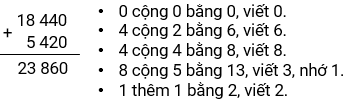 18 440
+
5 420
23 860
• 0 cộng 0 bằng 0, viết 0.
• 4 cộng 2 bằng 6, viết 6.
• 4 cộng 4 bằng 8, viết 8.
• 8 cộng 5 bằng 13, viết 3, nhớ 1.
• 1 thêm 1 bằng 2, viết 2.